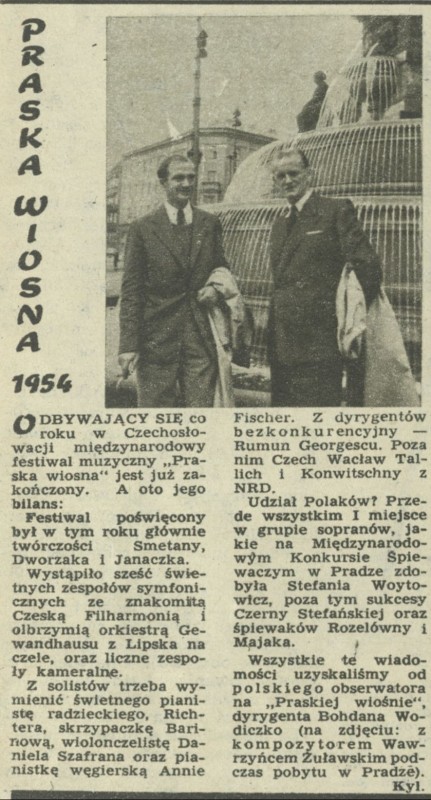 PRASKA WIOSNA 1954
ODBYWAJĄCY SIĘ co
roku w Czechosło-
wacji międzynarodowy
festiwal muzyczny „Pra-
ska wiosna" jest już za-
kończony. A oto jego
bilans:
Festiwal poświęcony
był w tym roku głównie
twórczości Smetany,
Dworzaka i Janaczka.
Wystąpiło sześć świe-
tnych zespołów symfoni-
cznych ze znakomitą
Czeską Filharmonią i
olbrzymią orkiestrą Ge-
wandhausu z Lipska na
czele, oraz liczne zespo-
ły kameralne.
Z solistów trzeba wy-
mienić świetnego piani-
stę radzieckiego, Rich-
tera, skrzypaczkę Bari-
nową, wiolonczelistę Da-
niela Szafrana oraz pia-
nistkę węgierską Annie
Fischer. Z dyrygentów
bezkonkurencyjny —
Rumun Georgescu. Poza
nim Czech Wacław Tal-
lich i Konwitschny z
NRD.
Udział Polaków? Prze-
de wszystkim I miejsce
w grupie sopranów, ja-
kie na Międzynarodo-
wym Konkursie Śpie-
waczym w Pradze zdo-
była Stefania Woyto-
wicz, poza tym sukcesy
Czerny Stefańskiej oraz
śpiewaków Rozelówny i
Majaka.
Wszystkie te wiado-
mości uzyskaliśmy od
polskiego obserwatora
na „Praskiej wiośnie",
dyrygenta Bohdana Wo-
diczko (na zdjęciu: z
kompozytorem Waw-
rzyńcem Żuławskim pod-
czas pobytu w Pradze).
Kyl.